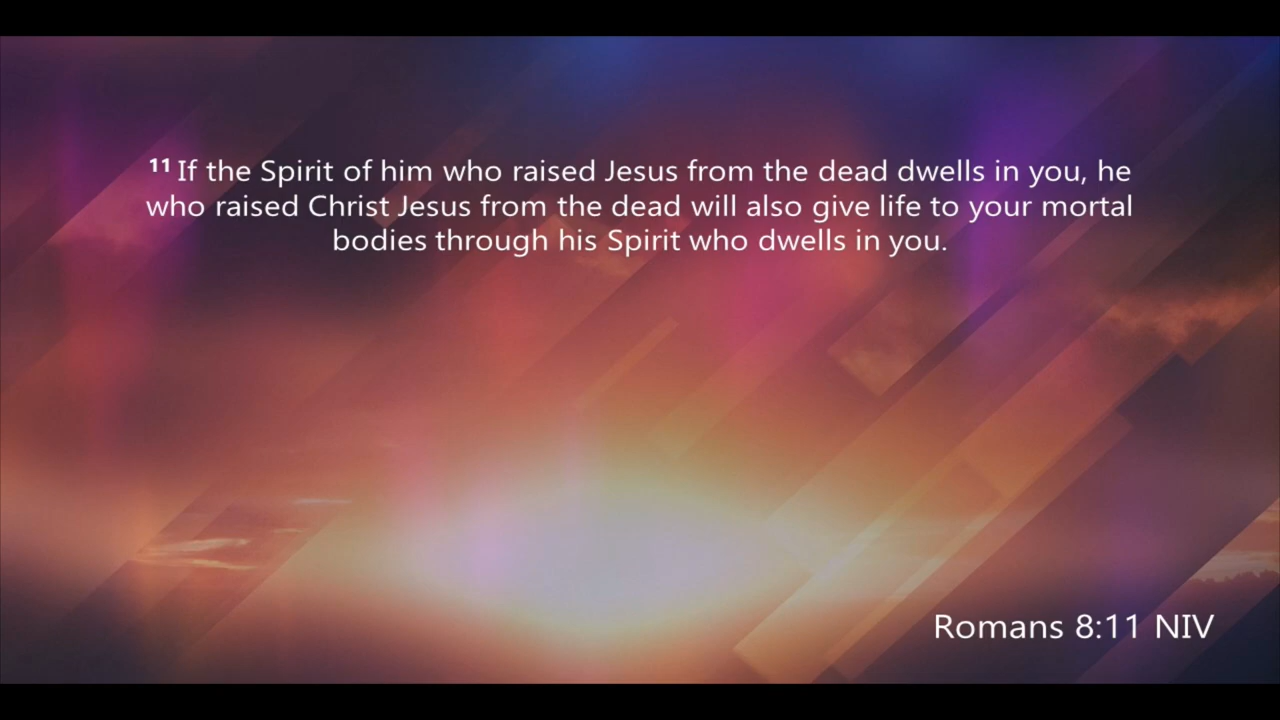 11 If the Spirit of him who raised Jesus from the dead dwells in you, he
who raised Christ Jesus from the dead will also give life to your mortal
bodies through his Spirit who dwells in you.
Romans 8:11 NIV